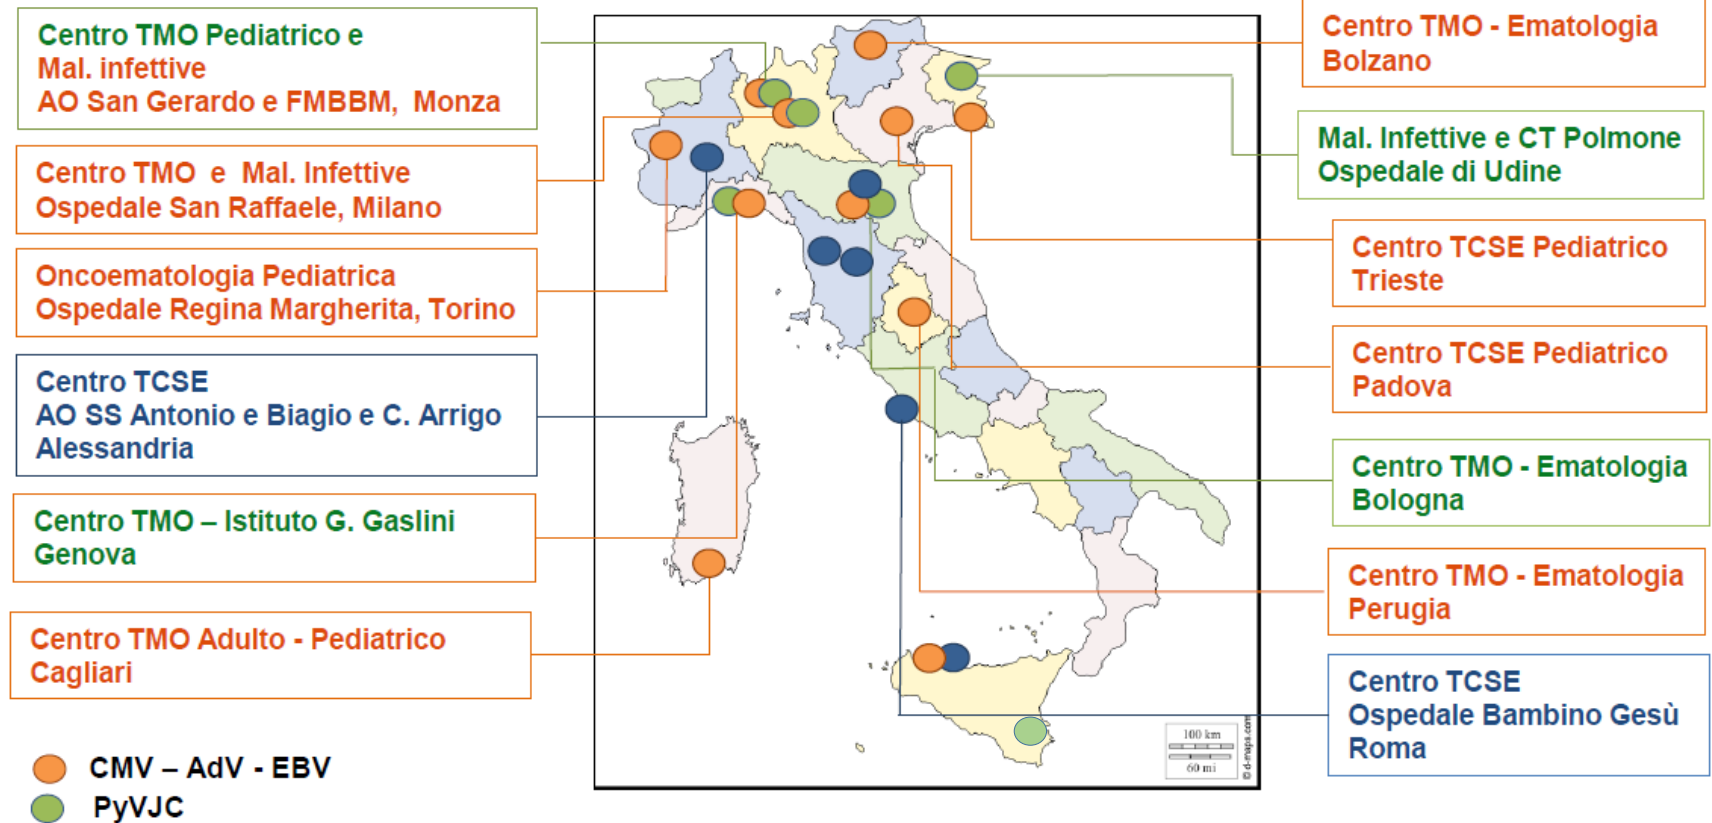 Centro TMO Pediatrico e
Mal. infettive
AO San Gerardo e FMBBM, Monza
Centro TMO e Mal. Infettive
Ospedale San Raffaele, Milano
Oncoematologia Pediatrica
Ospedale Regina Margherita, Torino
Centro TCSE
AO SS Antonio e Biagio e C. Arrigo
Alessandria
Centro TMO – Istituto G. Gaslini
Genova
Centro TMO Adulto - Pediatrico
Cagliari
CMV – AdV - EBV
PyVJC
Centro TMO - Ematologia
Bolzano
Mal. Infettive e CT Polmone
Ospedale di Udine
Centro TCSE Pediatrico
Trieste
Centro TCSE Pediatrico
Padova
Centro TMO - Ematologia
Bologna
Centro TMO - Ematologia
Perugia
Centro TCSE
Ospedale Bambino Gesù
Roma
100 km
60 mi
© d-maps.com